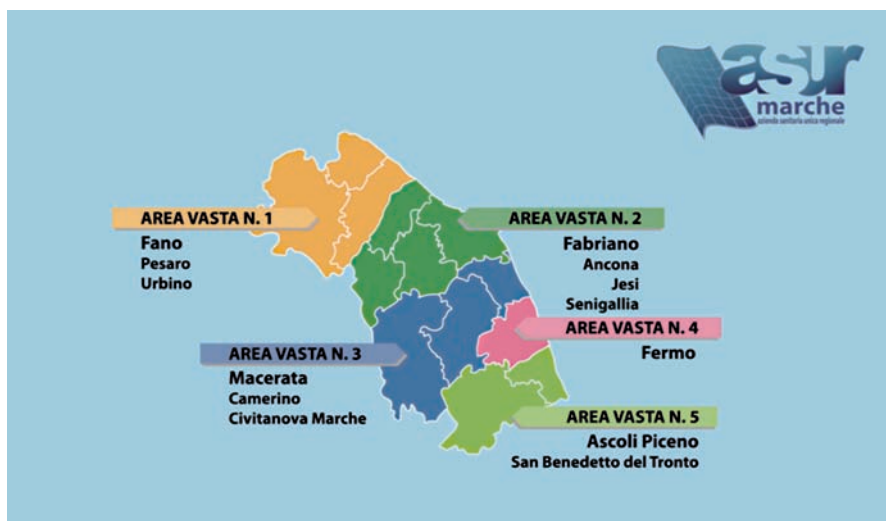 asur
marche
azienda sanitaria unica regionale
AREA VASTA N. 1
Fano
Pesaro
Urbino
AREA VASTA N. 2
Fabriano
Ancona
Jesi
Senigallia
AREA VASTA N. 3
Macerata
Camerino
Civitanova Marche
AREA VASTA N. 4
Fermo
AREA VASTA N. 5
Ascoli Piceno
San Benedetto del Tronto